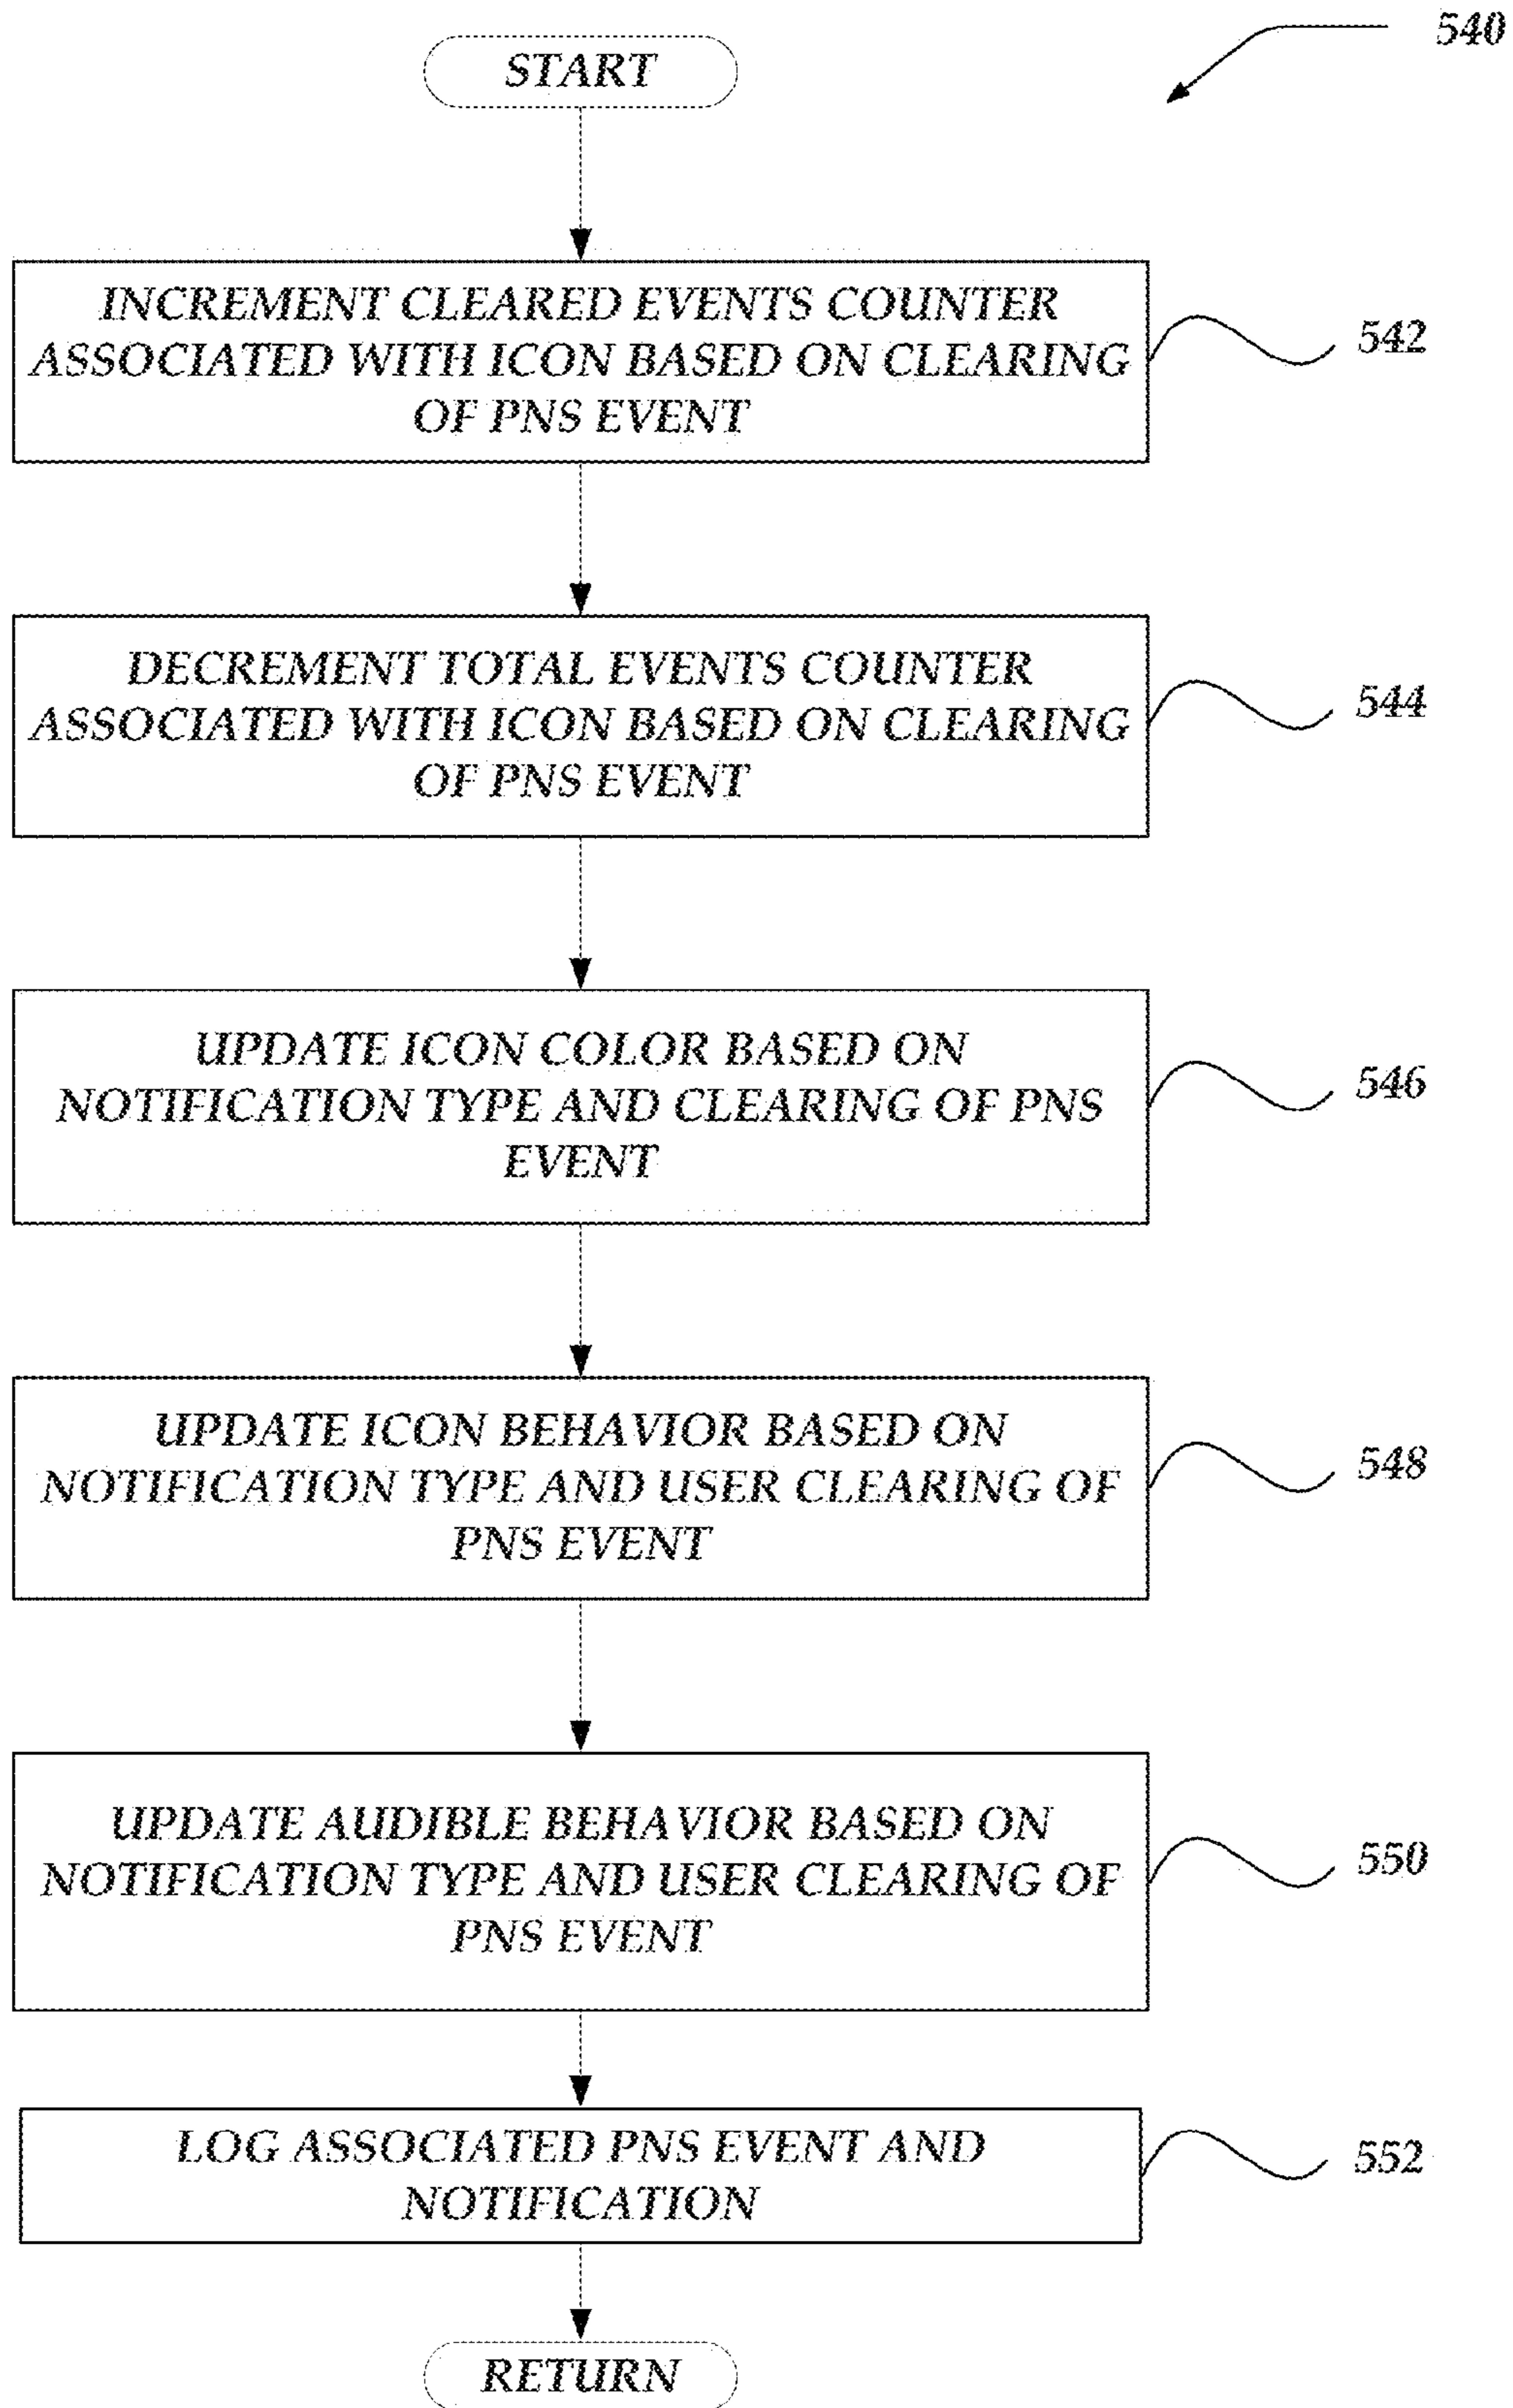 540
START
INCREMENT CLEARED EVENTS COUNTER
ASSOCIATED WITH ICON BASED ON CLEARING
OF PNS EVENT
542
DECREMENT TOTAL EVENTS COUNTER
ASSOCIATED WITH ICON BASED ON CLEARING
OF PNS EVENT
544
UPDATE ICON COLOR BASED ON
NOTIFICATION TYPE AND CLEARING OF PNS
EVENT
546
UPDATE ICON BEHAVIOR BASED ON
NOTIFICATION TYPE AND USER CLEARING OF
PNS EVENT
548
UPDATE AUDIBLE BEHAVIOR BASED ON
NOTIFICATION TYPE AND USER CLEARING OF
PNS EVENT
550
LOG ASSOCIATED PNS EVENT AND
NOTIFICATION
552
RETURN